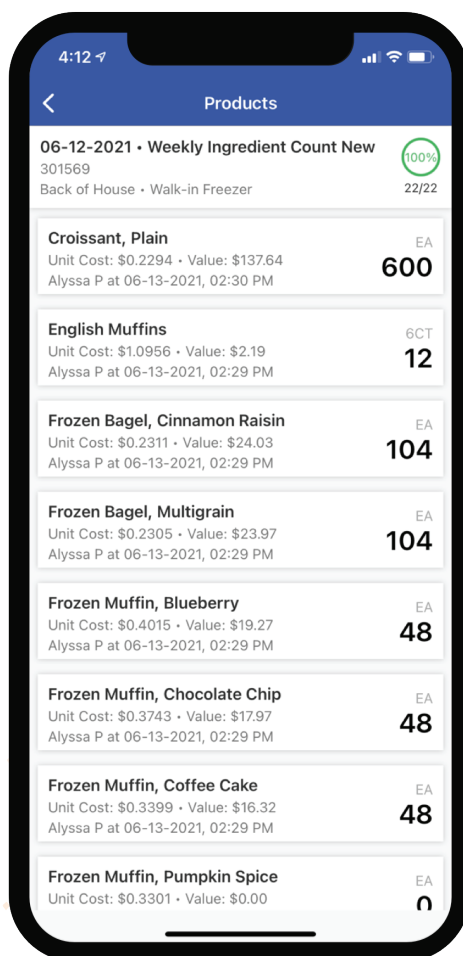 4:12
Products
06-12-2021 • Weekly Ingredient Count New
301569
Back of House • Walk-in Freezer
100%
22/22
Croissant, Plain
Unit Cost: $0.2294 • Value: $137.64
Alyssa P at 06-13-2021, 02:30 PM
EA
600
English Muffins
Unit Cost: $1.0956 • Value: $2.19
Alyssa P at 06-13-2021, 02:29 PM
6CT
12
Frozen Bagel, Cinnamon Raisin
Unit Cost: $0.2311 • Value: $24.03
Alyssa P at 06-13-2021, 02:29 PM
EA
104
Frozen Bagel, Multigrain
Unit Cost: $0.2305 • Value: $23.97
Alyssa P at 06-13-2021, 02:29 PM
EA
104
Frozen Muffin, Blueberry
Unit Cost: $0.4015 • Value: $19.27
Alyssa P at 06-13-2021, 02:29 PM
EA
48
Frozen Muffin, Chocolate Chip
Unit Cost: $0.3743 • Value: $17.97
Alyssa P at 06-13-2021, 02:29 PM
EA
48
Frozen Muffin, Coffee Cake
Unit Cost: $0.3399 • Value: $16.32
Alyssa P at 06-13-2021, 02:29 PM
EA
48
Frozen Muffin, Pumpkin Spice
Unit Cost: $0.3301 • Value: $0.00
EA
0